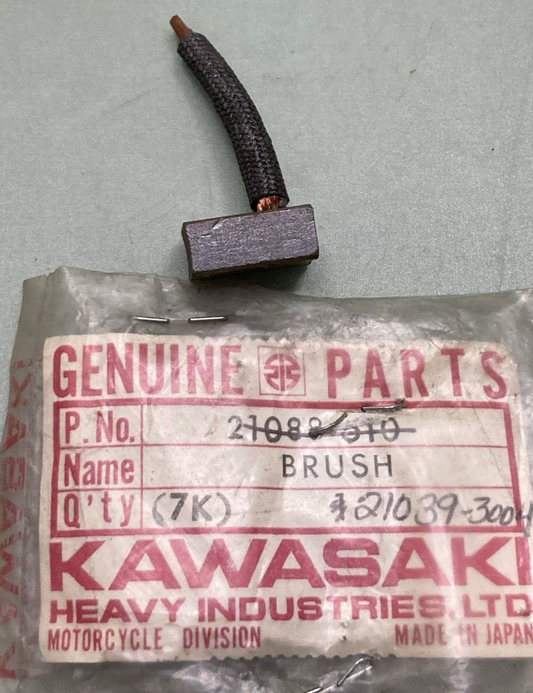 GENUINE PARTS
P. No. 21088-010
Name BRUSH
Q'ty (7K) 1 21039-3004
KAWASAKI
HEAVY INDUSTRIES, LTD
MOTORCYCLE DIVISION MADE IN JAPAN
KAWASAKI